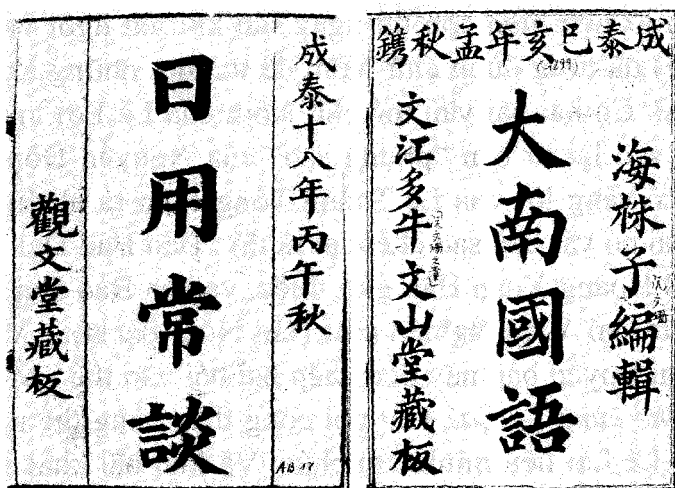 成泰巳亥年孟秋鐫
海株子編輯
大南國語
文江多牛文山堂藏板
1899
成泰十八年丙午秋
日用常談
觀文堂藏板
AB 17